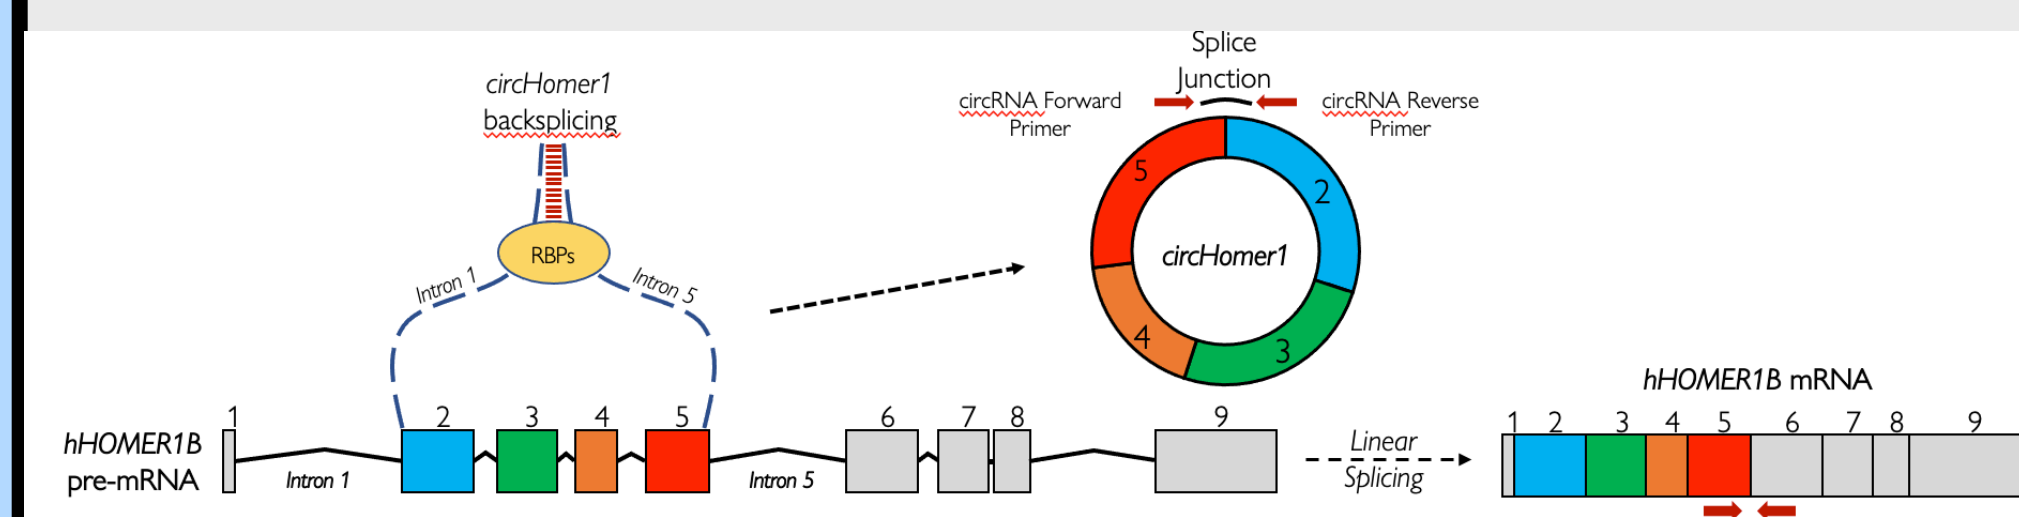 circHomer1
backsplicing
RBPs
Intron 1
Intron 5
Splice
Junction
circRNA Forward
Primer
circRNA Reverse
Primer
5
2
circHomer1
4
3
hHOMER1B
pre-mRNA
1
2
3
4
5
6
7
8
9
Intron 1
Intron 5
Linear
Splicing
hHOMER1B mRNA
1 2 3 4 5 6 7 8 9